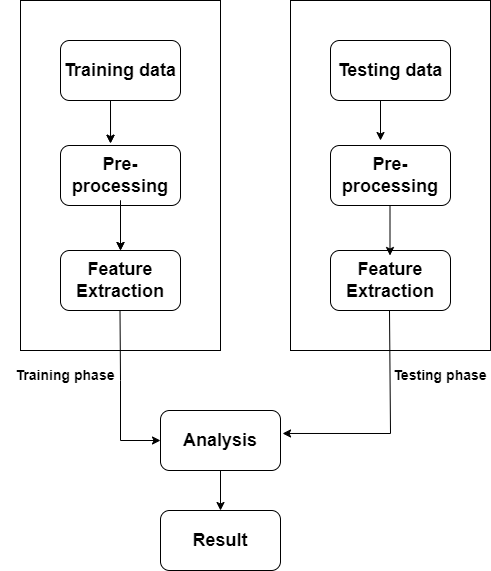 Training data
Testing data
Pre-
processing
Pre-
processing
Feature
Extraction
Feature
Extraction
Training phase
Testing phase
Analysis
Result